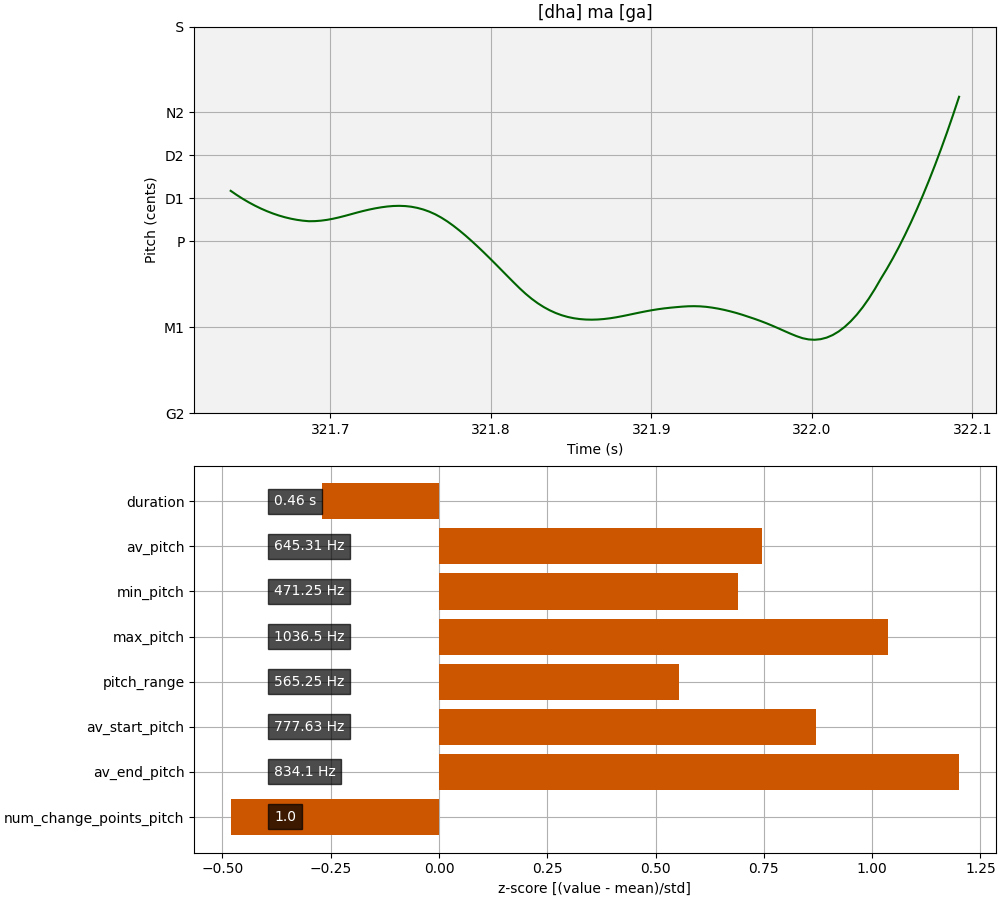 [dha] ma [ga]
S
N2
D2
D1
P
M1
G2
Pitch (cents)
321.7
321.8
321.9
322.0
322.1
Time (s)
duration
0.46 s
av_pitch
645.31 Hz
min_pitch
471.25 Hz
max_pitch
1036.5 Hz
pitch_range
565.25 Hz
av_start_pitch
777.63 Hz
av_end_pitch
834.1 Hz
num_change_points_pitch
1.0
−0.50
−0.25
0.00
0.25
0.50
0.75
1.00
1.25
z-score [(value - mean)/std]